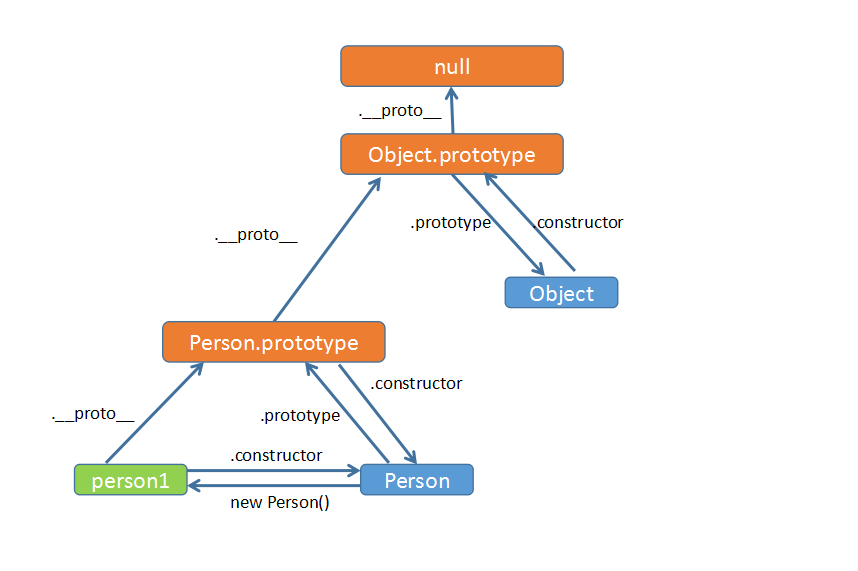 null
.__proto__
Object.prototype
.prototype
.constructor
.__proto__
Object
Person.prototype
.constructor
.__proto__
.prototype
.constructor
person1
Person
new Person()